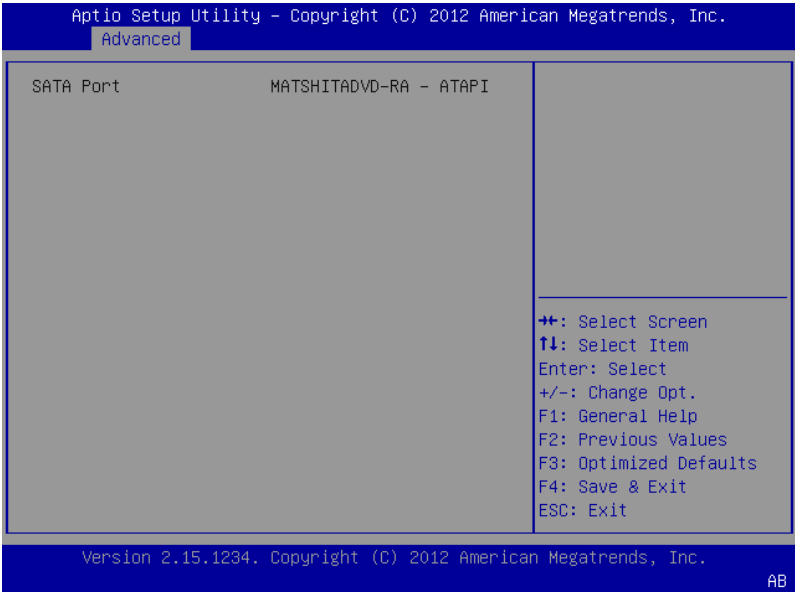 Aptio Setup Utility – Copyright (C) 2012 American Megatrends, Inc.
Advanced
SATA Port MATSHITADVD-RA - ATAPI
→←: Select Screen
↑↓: Select Item
Enter: Select
+/-: Change Opt.
F1: General Help
F2: Previous Values
F3: Optimized Defaults
F4: Save & Exit
ESC: Exit
Version 2.15.1234. Copyright (C) 2012 American Megatrends, Inc.
AB